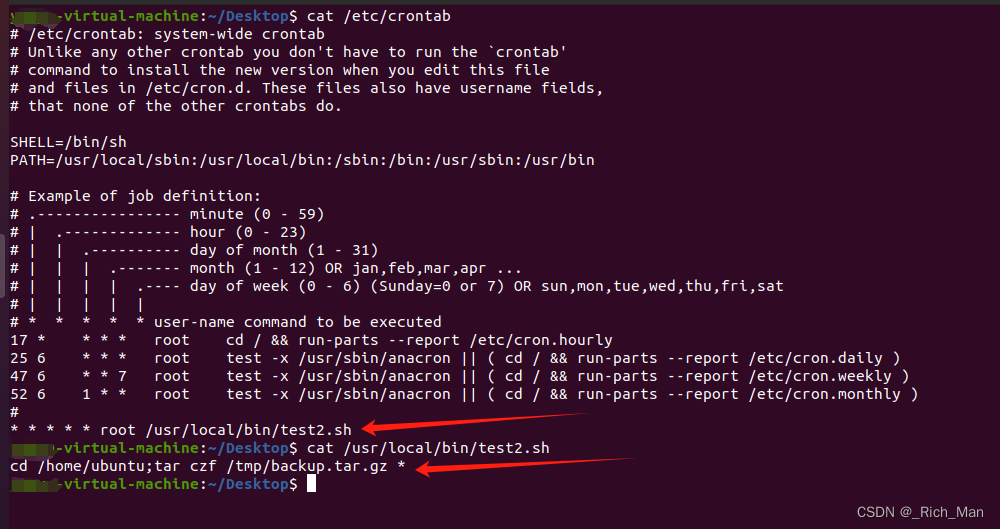 -virtual-machine:~/Desktop$ cat /etc/crontab
# /etc/crontab: system-wide crontab
# Unlike any other crontab you don't have to run the `crontab'
# command to install the new version when you edit this file
# and files in /etc/cron.d. These files also have username fields,
# that none of the other crontabs do.

SHELL=/bin/sh
PATH=/usr/local/sbin:/usr/local/bin:/sbin:/bin:/usr/sbin:/usr/bin

# Example of job definition:
# .---------------- minute (0 - 59)
# |  .------------- hour (0 - 23)
# |  |  .---------- day of month (1 - 31)
# |  |  |  .------- month (1 - 12) OR jan,feb,mar,apr ...
# |  |  |  |  .---- day of week (0 - 6) (Sunday=0 or 7) OR sun,mon,tue,wed,thu,fri,sat
# |  |  |  |  |
# *  *  *  *  * user-name command to be executed
17 *    * * *   root    cd / && run-parts --report /etc/cron.hourly
25 6    * * *   root    test -x /usr/sbin/anacron || ( cd / && run-parts --report /etc/cron.daily )
47 6    * * 7   root    test -x /usr/sbin/anacron || ( cd / && run-parts --report /etc/cron.weekly )
52 6    1 * *   root    test -x /usr/sbin/anacron || ( cd / && run-parts --report /etc/cron.monthly )
#
* * * * * root /usr/local/bin/test2.sh
-virtual-machine:~/Desktop$ cat /usr/local/bin/test2.sh
cd /home/ubuntu;tar czf /tmp/backup.tar.gz *
-virtual-machine:~/Desktop$
CSDN @_Rich_Man